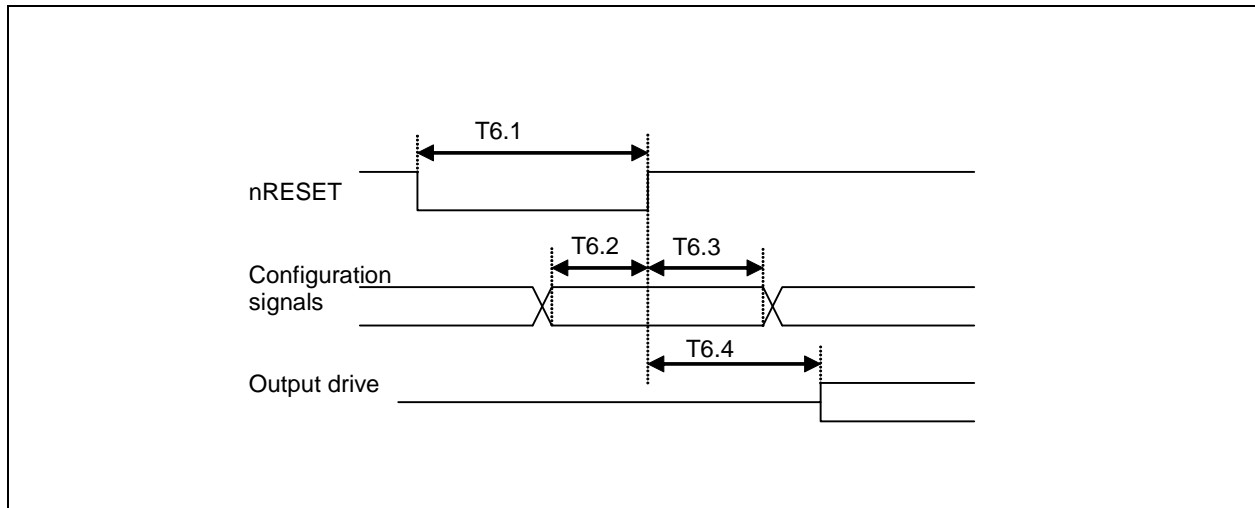 T6.1
nRESET
T6.2
T6.3
Configuration
signals
T6.4
Output drive